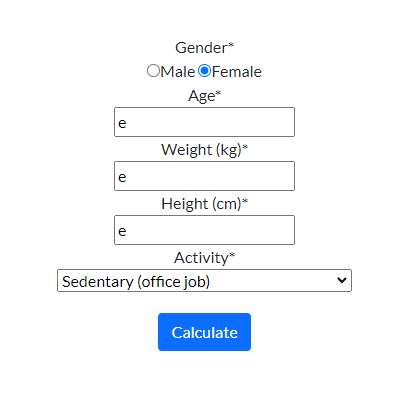 Gender*
Male Female
Age*
e
Weight (kg)*
e
Height (cm)*
e
Activity*
Sedentary (office job)
Calculate